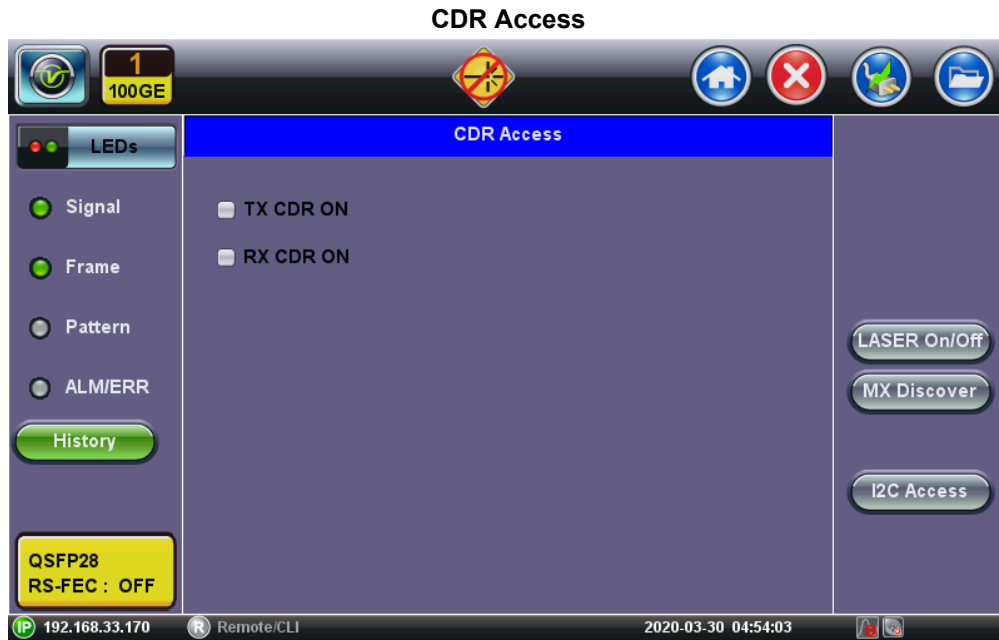 CDR Access
1
100GE
LEDs
CDR Access
Signal
TX CDR ON
RX CDR ON
Frame
Pattern
LASER On/Off
ALM/ERR
MX Discover
History
I2C Access
QSFP28
RS-FEC : OFF
IP 192.168.33.170
R Remote/CLI
2020-03-30 04:54:03